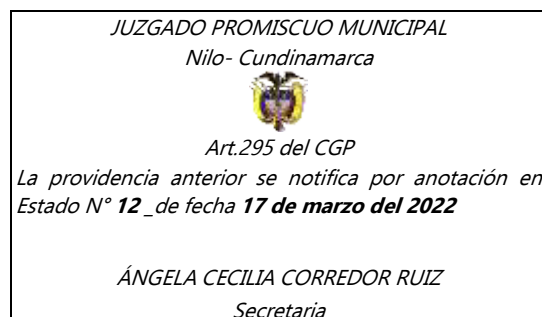 JUZGADO PROMISCUO MUNICIPAL
Nilo- Cundinamarca
Art.295 del CGP
La providencia anterior se notifica por anotación en
Estado N° 12 _de fecha 17 de marzo del 2022
ÁNGELA CECILIA CORREDOR RUIZ
Secretaria